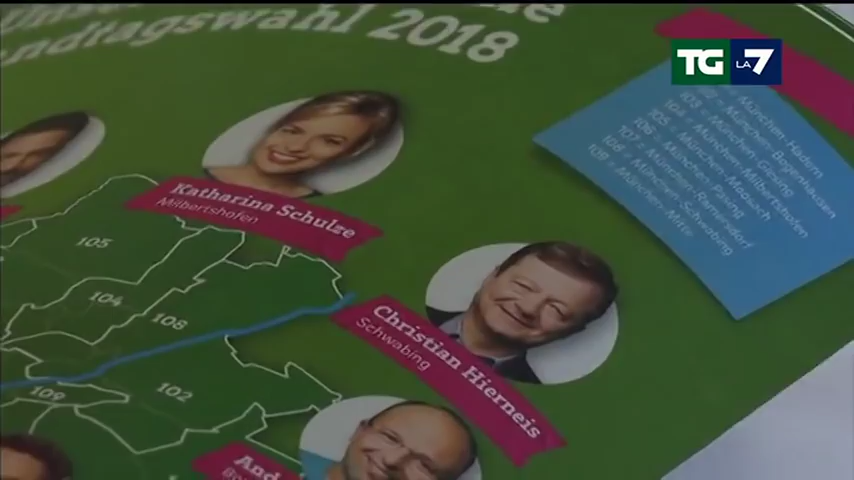 Landtagswahl 2018
TG LA7
Katharina Schulze
Milbertshofen
Christian Hierneis
Schwabing
105
104
108
102
109
München-Hadern
102 = München-Bogenhausen
103 = München-Giesing
104 = München-Milbertshofen
105 = München-Moosach
106 = München-Pasing
107 = München-Ramersdorf
108 = München-Schwabing
109 = München-Mitte